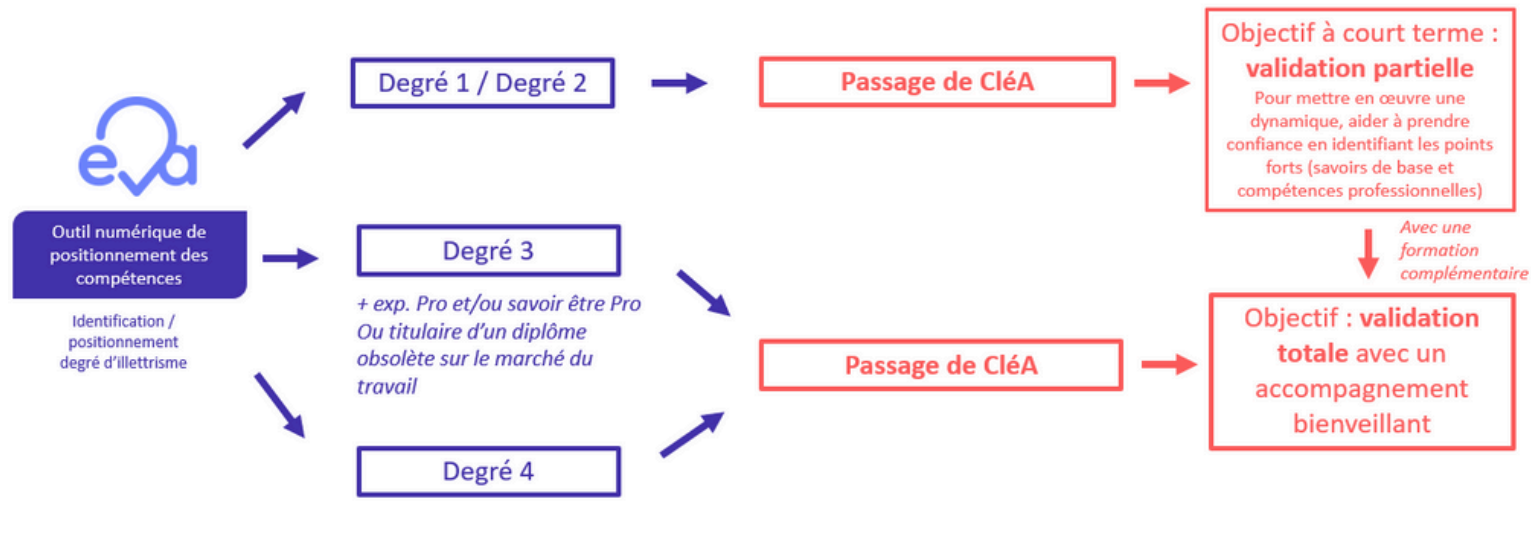 eva
Outil numérique de
positionnement des
compétences
Identification /
positionnement
degré d’illettrisme
Degré 1 / Degré 2
Passage de CléA
Objectif à court terme :
validation partielle
Pour mettre en œuvre une
dynamique, aider à prendre
confiance en identifiant les points
forts (savoirs de base et
compétences professionnelles)
Avec une
formation
complémentaire
Degré 3
+ exp. Pro et/ou savoir être Pro
Ou titulaire d’un diplôme
obsolète sur le marché du
travail
Degré 4
Passage de CléA
Objectif : validation
totale avec un
accompagnement
bienveillant